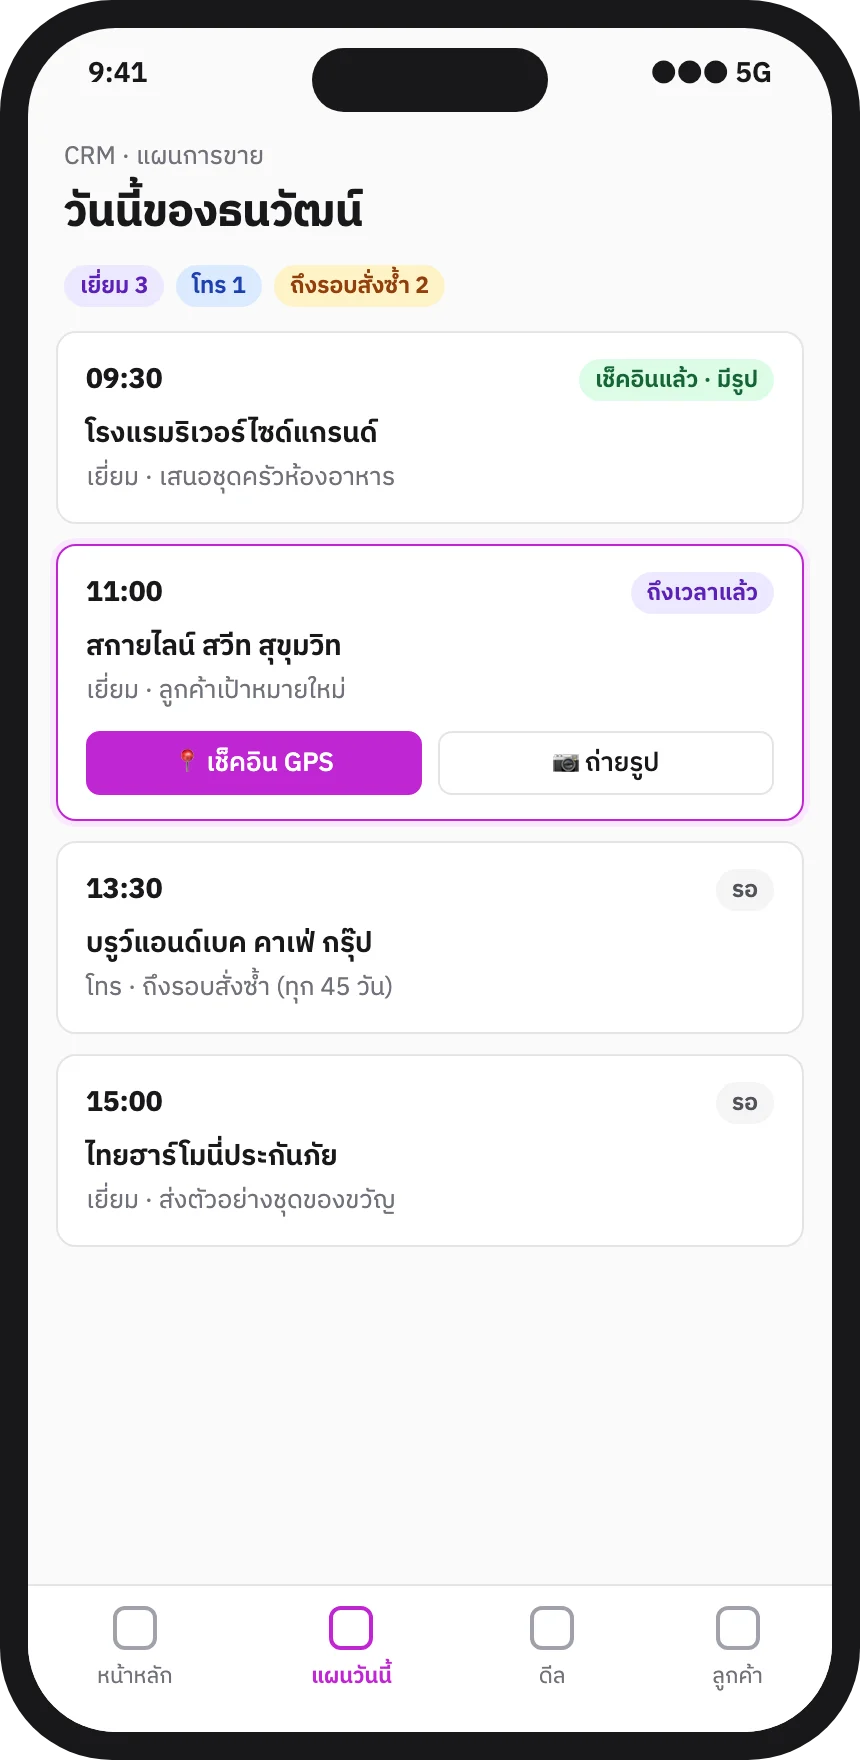 9:41 5G
CRM · แผนการขาย
วันนี้ของธนวัฒน์
เยี่ยม 3 โทร 1 ถึงรอบสั่งซ้ำ 2
09:30 เช็คอินแล้ว · มีรูป
โรงแรมริเวอร์ไซด์แกรนด์
เยี่ยม · เสนอชุดครัวห้องอาหาร
11:00 ถึงเวลาแล้ว
สกายไลน์ สวีท สุขุมวิท
เยี่ยม · ลูกค้าเป้าหมายใหม่
เช็คอิน GPS ถ่ายรูป
13:30 รอ
บรูว์แอนด์เบค คาเฟ่ กรุ๊ป
โทร · ถึงรอบสั่งซ้ำ (ทุก 45 วัน)
15:00 รอ
ไทยฮาร์โมนี่ประกันภัย
เยี่ยม · ส่งตัวอย่างชุดของขวัญ
หน้าหลัก แผนวันนี้ ดีล ลูกค้า